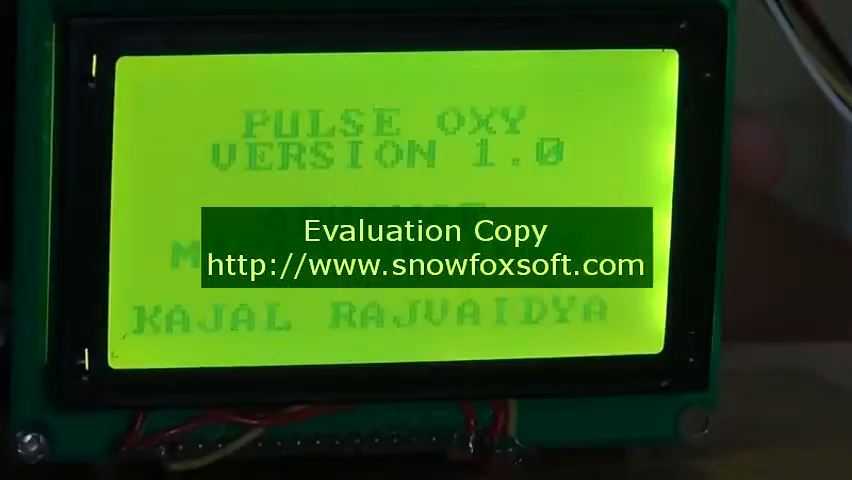 PULSE OXY
VERSION 1.0
Evaluation Copy
http://www.snowfoxsoft.com
KAJAL RAJVAIDYA